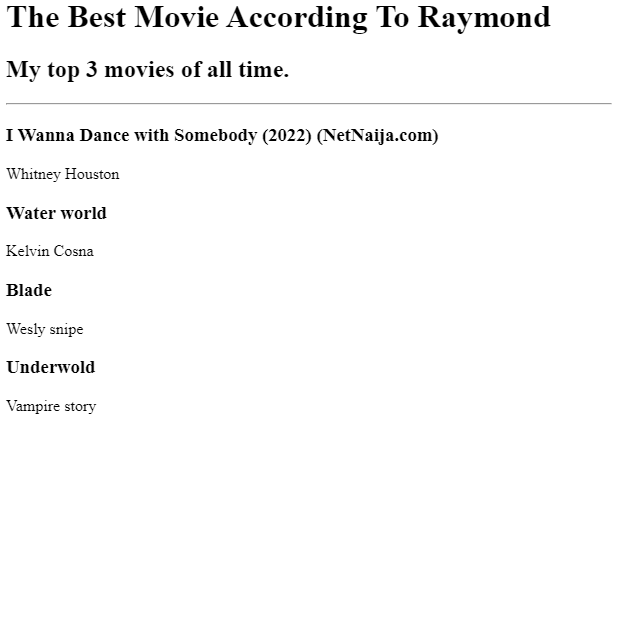 The Best Movie According To Raymond
My top 3 movies of all time.
I Wanna Dance with Somebody (2022) (NetNaija.com)
Whitney Houston
Water world
Kelvin Cosna
Blade
Wesly snipe
Underwold
Vampire story